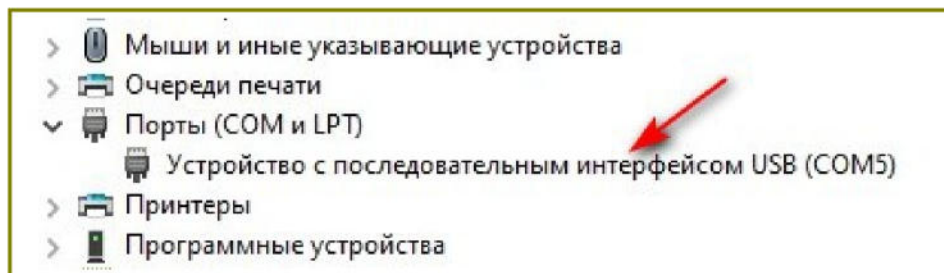 Мыши и иные указывающие устройства
Очереди печати
Порты (COM и LPT)
Устройство с последовательным интерфейсом USB (COM5)
Принтеры
Программные устройства